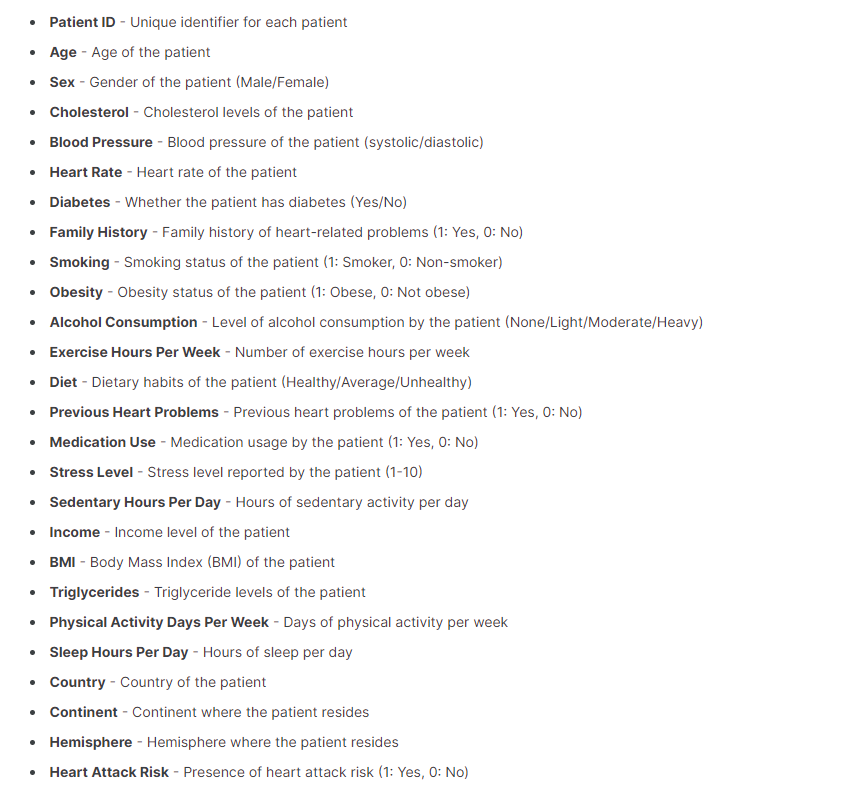 Patient ID - Unique identifier for each patient
Age - Age of the patient
Sex - Gender of the patient (Male/Female)
Cholesterol - Cholesterol levels of the patient
Blood Pressure - Blood pressure of the patient (systolic/diastolic)
Heart Rate - Heart rate of the patient
Diabetes - Whether the patient has diabetes (Yes/No)
Family History - Family history of heart-related problems (1: Yes, 0: No)
Smoking - Smoking status of the patient (1: Smoker, 0: Non-smoker)
Obesity - Obesity status of the patient (1: Obese, 0: Not obese)
Alcohol Consumption - Level of alcohol consumption by the patient (None/Light/Moderate/Heavy)
Exercise Hours Per Week - Number of exercise hours per week
Diet - Dietary habits of the patient (Healthy/Average/Unhealthy)
Previous Heart Problems - Previous heart problems of the patient (1: Yes, 0: No)
Medication Use - Medication usage by the patient (1: Yes, 0: No)
Stress Level - Stress level reported by the patient (1-10)
Sedentary Hours Per Day - Hours of sedentary activity per day
Income - Income level of the patient
BMI - Body Mass Index (BMI) of the patient
Triglycerides - Triglyceride levels of the patient
Physical Activity Days Per Week - Days of physical activity per week
Sleep Hours Per Day - Hours of sleep per day
Country - Country of the patient
Continent - Continent where the patient resides
Hemisphere - Hemisphere where the patient resides
Heart Attack Risk - Presence of heart attack risk (1: Yes, 0: No)